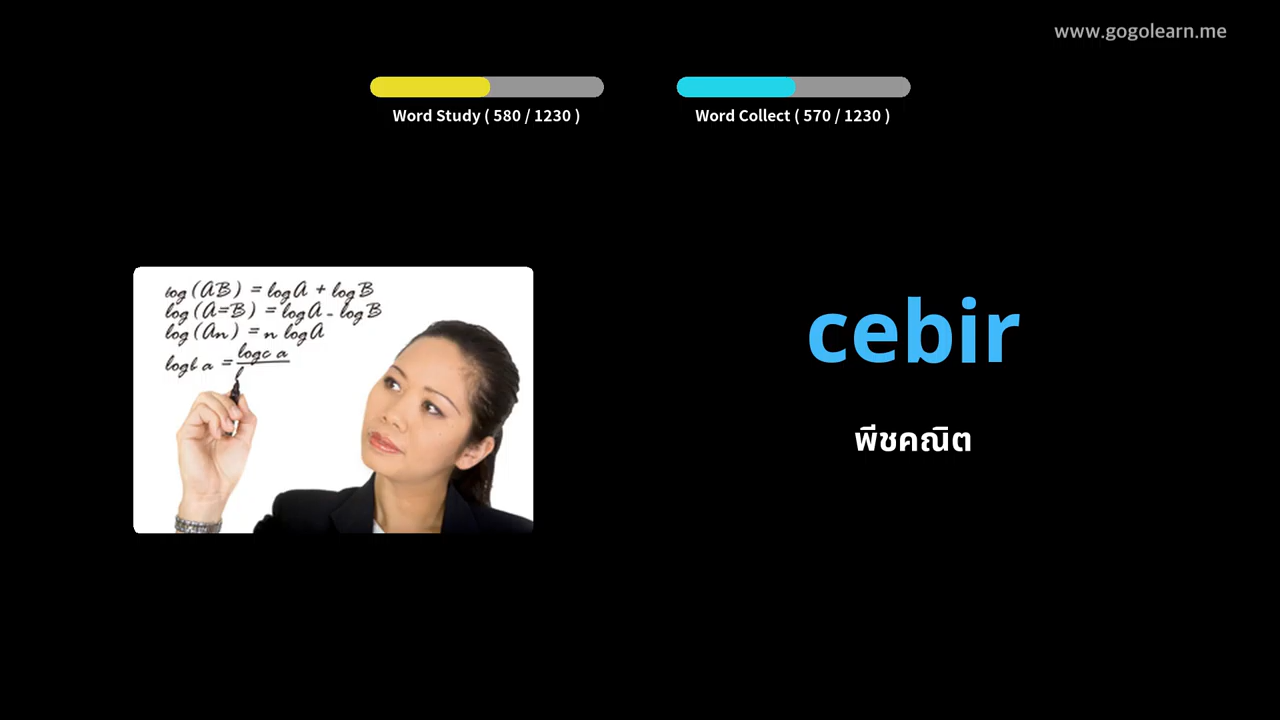 www.gogolearn.me
Word Study ( 580 / 1230 )
Word Collect ( 570 / 1230 )
log (AB) = log A + log B
log (A=B) = log A - log B
log (An) = n log A
logb a = logc a
cebir
พีชคณิต